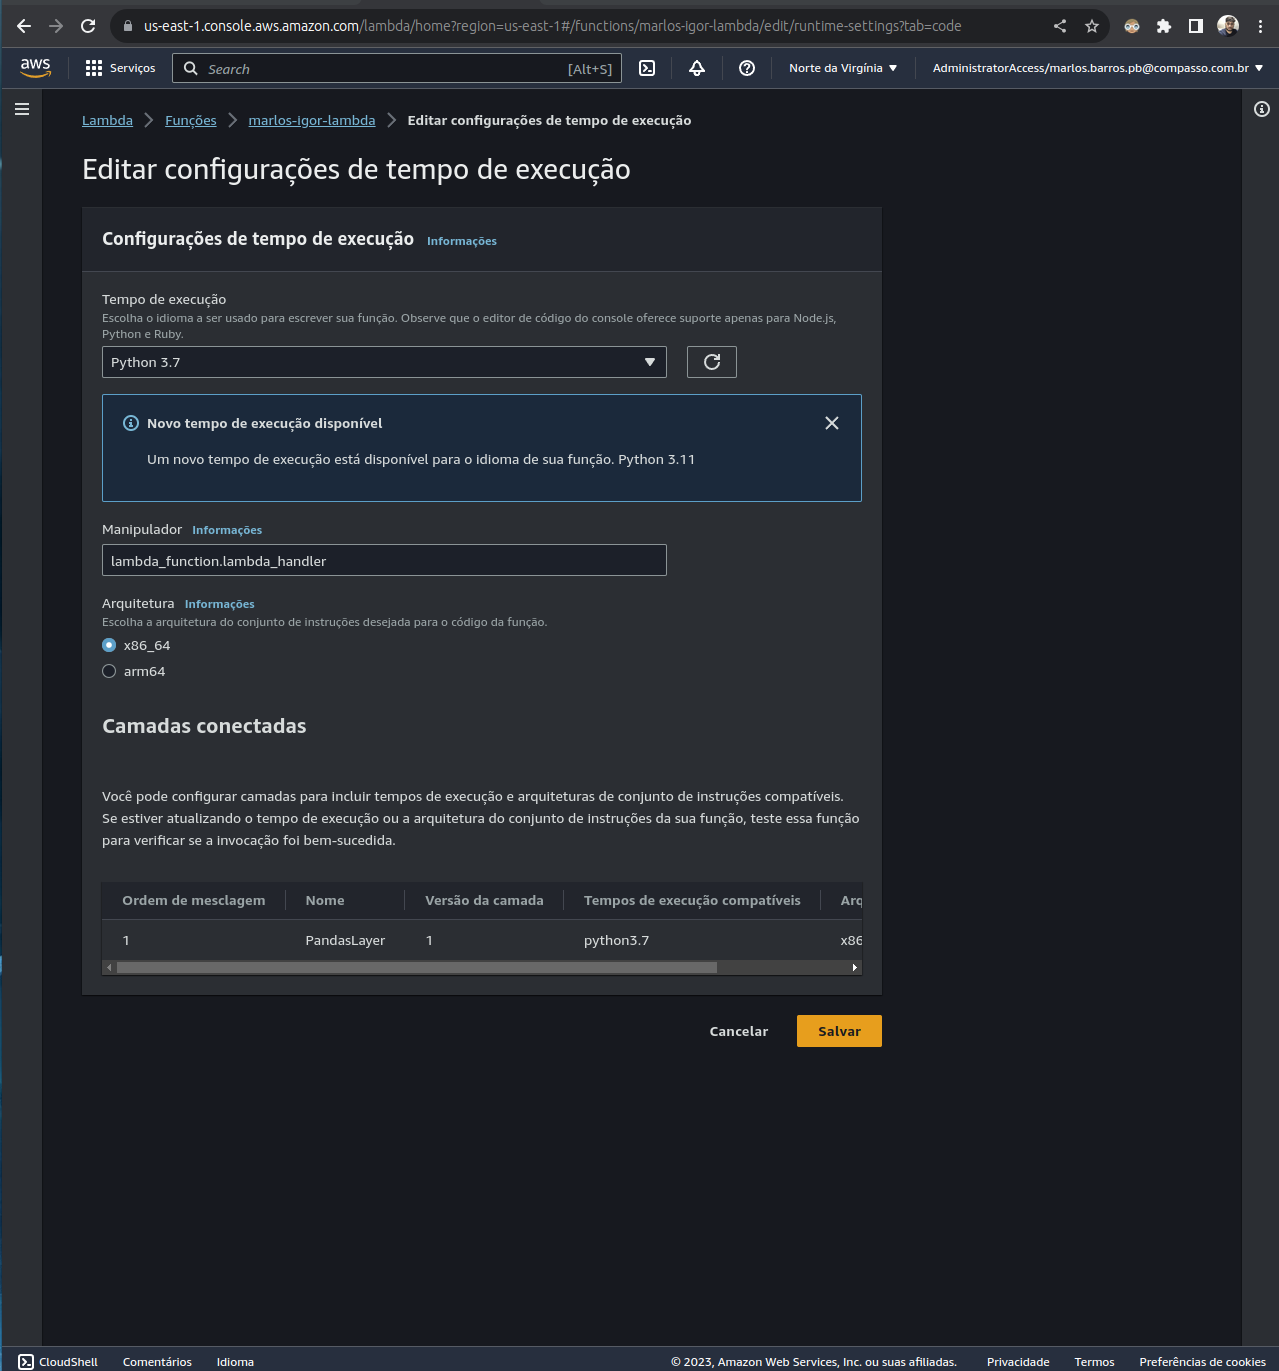 us-east-1.console.aws.amazon.com/lambda/home?region=us-east-1#/functions/marlos-igor-lambda/edit/runtime-settings?tab=code
aws
Serviços
Search
[Alt+S]
Norte da Virgínia
AdministratorAccess/marlos.barros.pb@compasso.com.br
Lambda
Funções
marlos-igor-lambda
Editar configurações de tempo de execução
Editar configurações de tempo de execução
Configurações de tempo de execução
Informações
Tempo de execução
Escolha o idioma a ser usado para escrever sua função. Observe que o editor de código do console oferece suporte apenas para Node.js,
Python e Ruby.
Python 3.7
Novo tempo de execução disponível
Um novo tempo de execução está disponível para o idioma de sua função. Python 3.11
Manipulador
Informações
lambda_function.lambda_handler
Arquitetura
Informações
Escolha a arquitetura do conjunto de instruções desejada para o código da função.
x86_64
arm64
Camadas conectadas
Você pode configurar camadas para incluir tempos de execução e arquiteturas de conjunto de instruções compatíveis.
Se estiver atualizando o tempo de execução ou a arquitetura do conjunto de instruções da sua função, teste essa função
para verificar se a invocação foi bem-sucedida.
Ordem de mesclagem
Nome
Versão da camada
Tempos de execução compatíveis
Arq
1
PandasLayer
1
python3.7
x86
Cancelar
Salvar
CloudShell
Comentários
Idioma
© 2023, Amazon Web Services, Inc. ou suas afiliadas.
Privacidade
Termos
Preferências de cookies